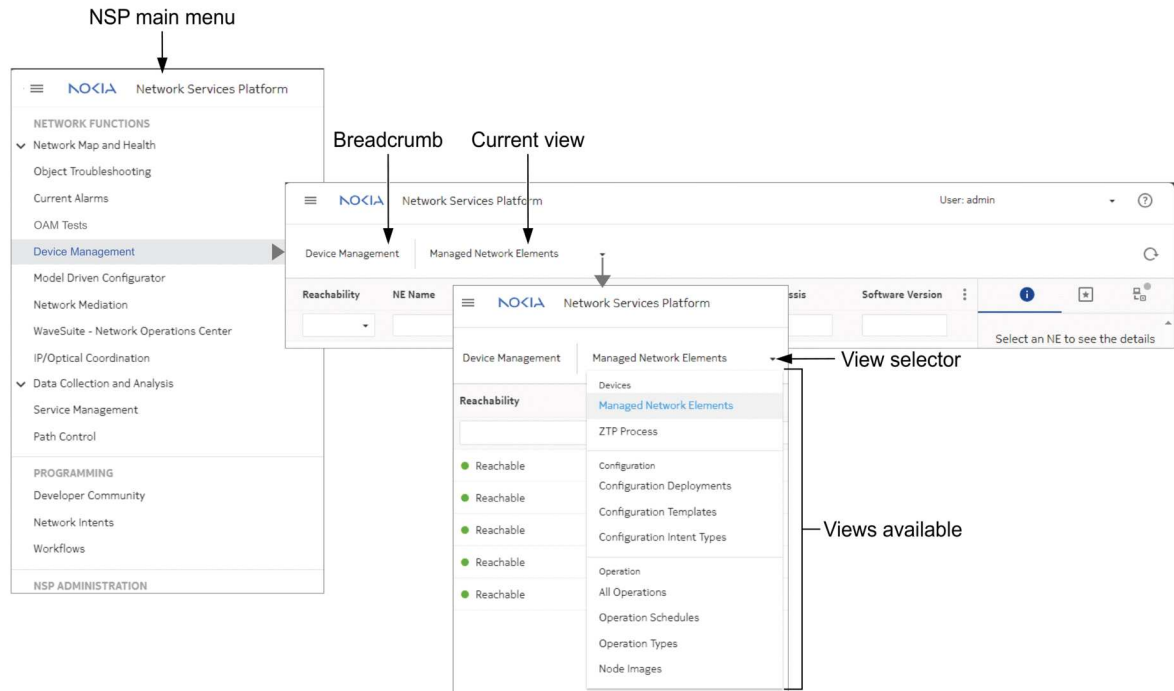 NSP main menu
NOKIA Network Services Platform
NETWORK FUNCTIONS
Network Map and Health
Object Troubleshooting
Current Alarms
OAM Tests
Device Management
Model Driven Configurator
Network Mediation
WaveSuite - Network Operations Center
IP/Optical Coordination
Data Collection and Analysis
Service Management
Path Control
PROGRAMMING
Developer Community
Network Intents
Workflows
NSP ADMINISTRATION
Breadcrumb Current view
NOKIA Network Services Platform User: admin ?
Device Management Managed Network Elements
Reachability NE Name ssis Software Version
Select an NE to see the details
NOKIA Network Services Platform
Device Management Managed Network Elements
View selector
Reachability
Reachable
Reachable
Reachable
Reachable
Reachable
Devices
Managed Network Elements
ZTP Process
Configuration
Configuration Deployments
Configuration Templates
Configuration Intent Types
Operation
All Operations
Operation Schedules
Operation Types
Node Images
Views available